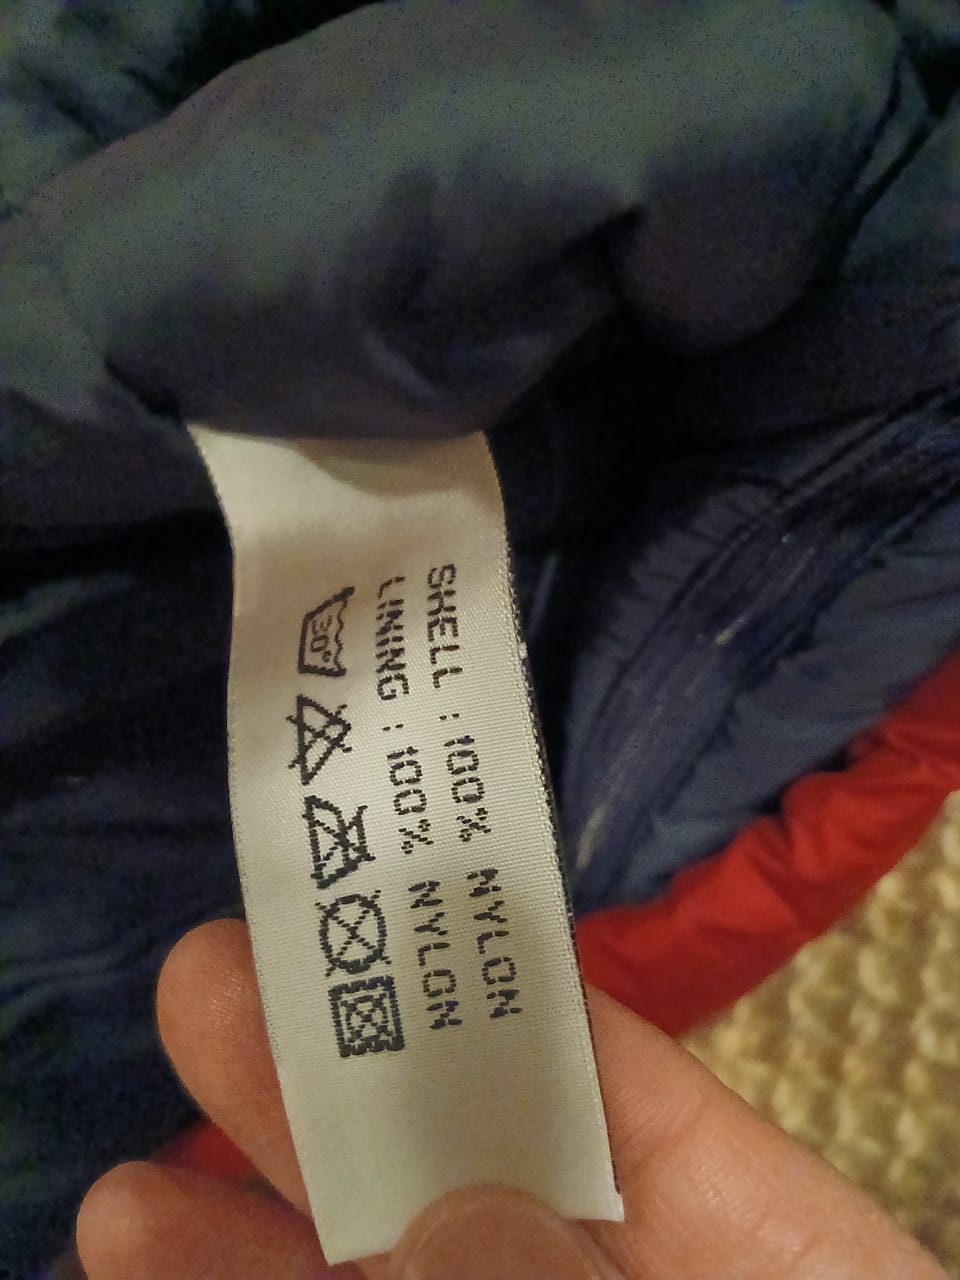 SHELL : 100% NYLON
LINING : 100% NYLON
30°